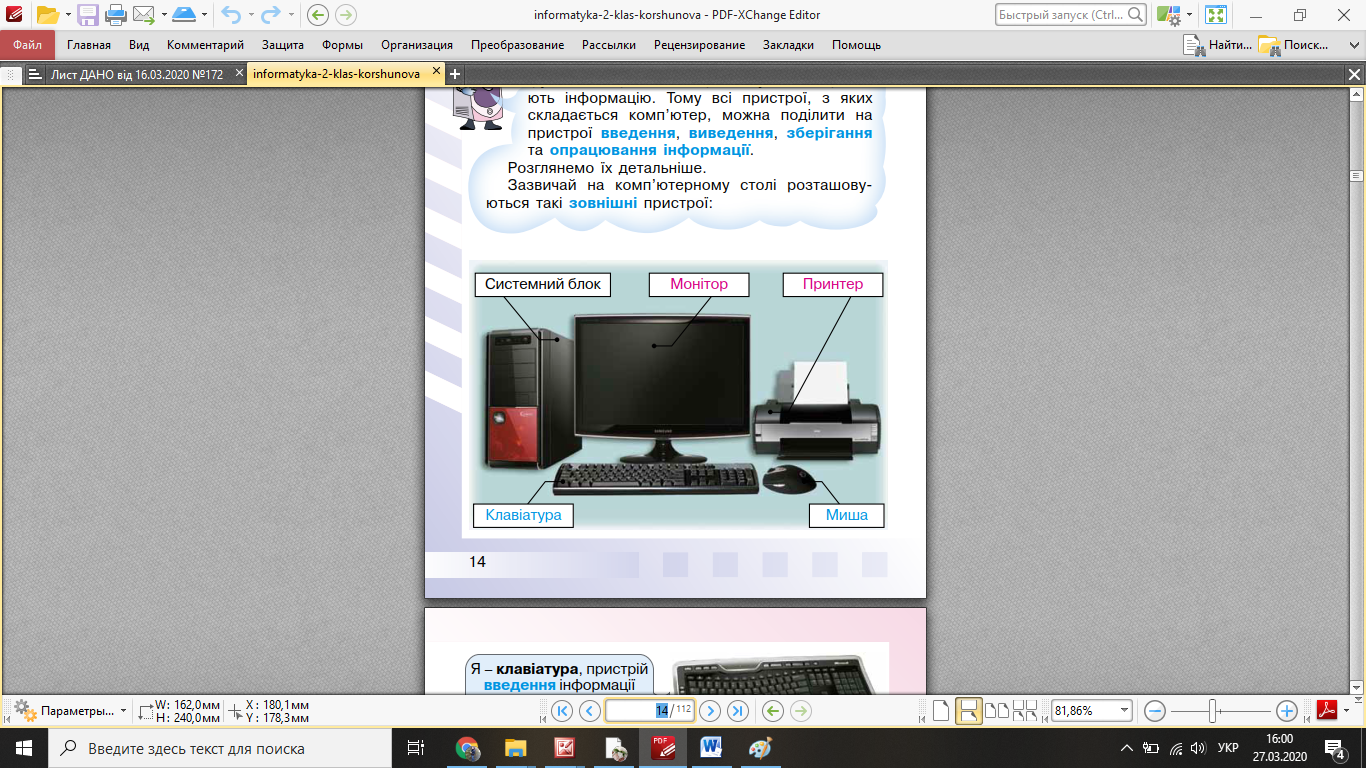 informatyka-2-klas-korshunova - PDF-XChange Editor
Быстрый запуск (Ctrl...
Файл Главная Вид Комментарий Защита Формы Организация Преобразование Рассылки Рецензирование Закладки Помощь
Найти... Поиск...
Лист ДАНО від 16.03.2020 №172 informatyka-2-klas-korshunova
ють інформацію. Тому всі пристрої, з яких
складається комп’ютер, можна поділити на
пристрої введення, виведення, зберігання
та опрацювання інформації.
Розглянемо їх детальніше.
Зазвичай на комп’ютерному столі розташову-
ються такі зовнішні пристрої:
Системний блок Монітор Принтер
SAMSUNG
Клавіатура Миша
14
Я – клавіатура, пристрій
введення інформації
Microsoft
Параметры...
W: 162,0мм
H: 240,0мм
X : 180,1мм
Y : 178,3мм
14 / 112
81,86%
Введите здесь текст для поиска
PDF
УКР
16:00
27.03.2020
4